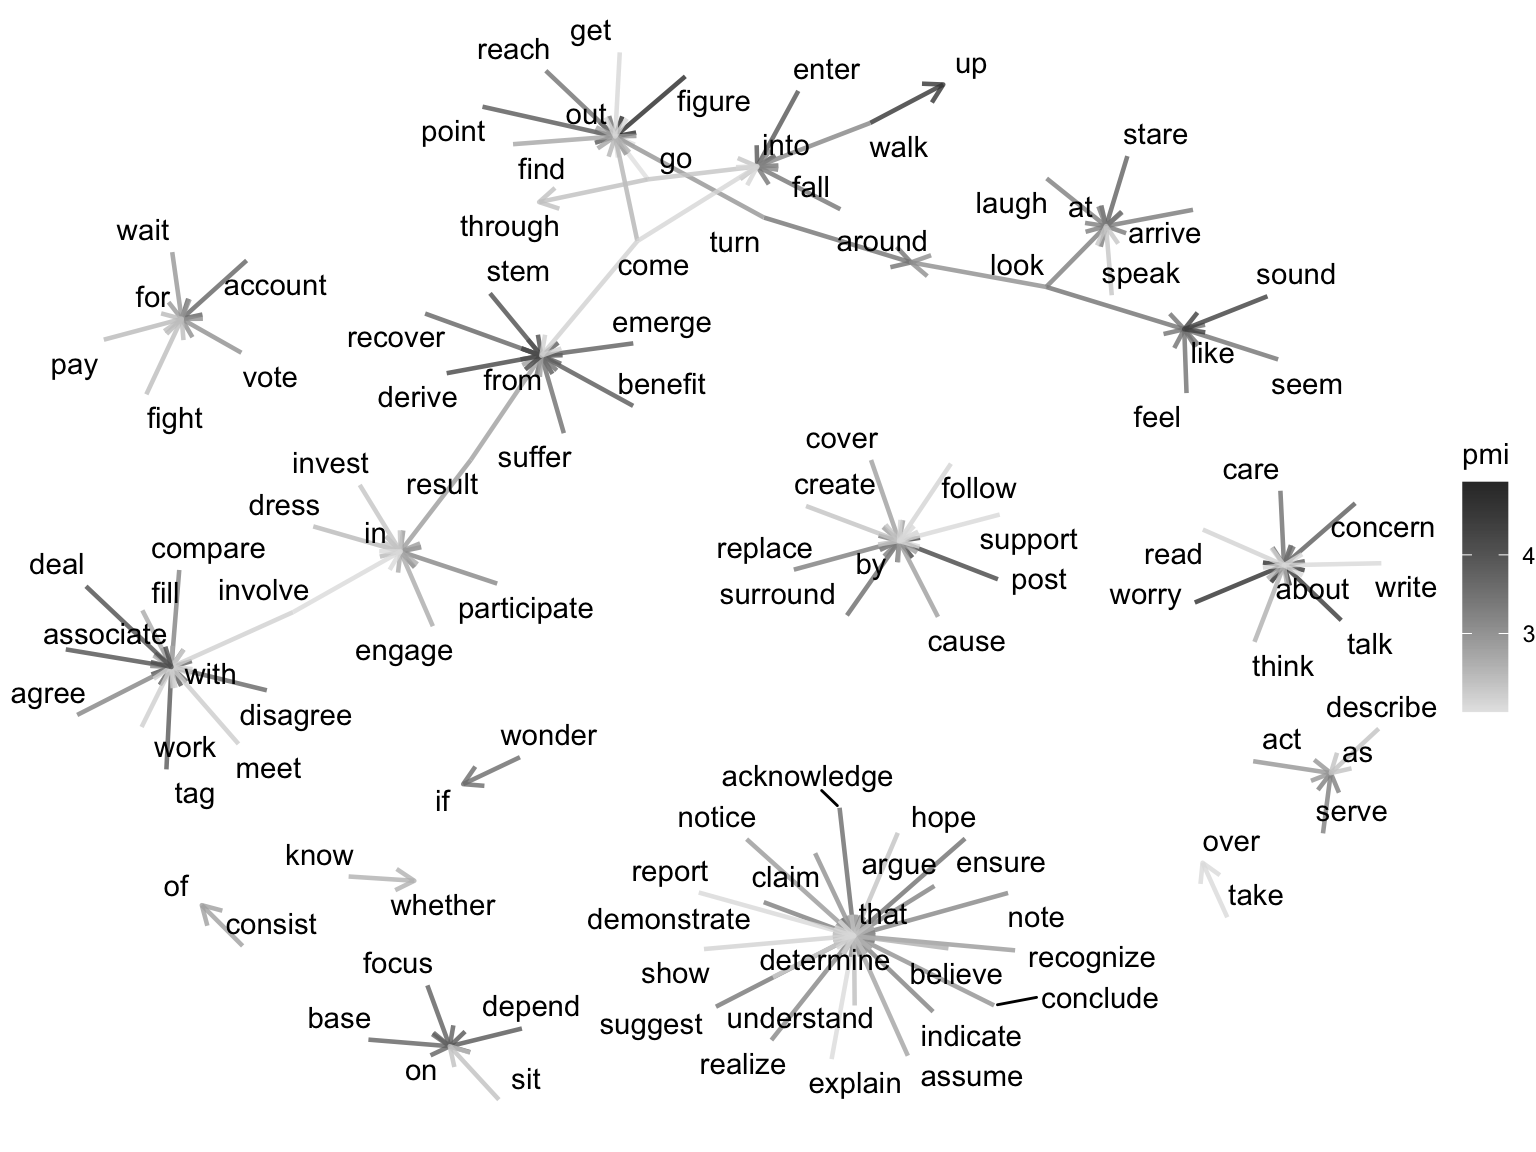 get
reach
up
enter
figure
out
point
stare
into
walk
go
find
fall
laugh
at
through
wait
arrive
turn
around
come
look
stem
speak
sound
account
for
emerge
recover
like
pay
vote
from
benefit
seem
derive
fight
feel
cover
pmi
suffer
invest
care
result
create
follow
dress
concern
in
support
compare
replace
read
4
deal
by
post
fill
involve
surround
about
write
worry
participate
associate
3
cause
talk
engage
think
with
agree
disagree
describe
wonder
act
work
as
meet
acknowledge
tag
if
notice
hope
serve
over
know
argue
ensure
report
claim
of
take
whether
that
demonstrate
note
consist
determine
recognize
focus
show
believe
conclude
depend
base
understand
suggest
indicate
realize
on
sit
explain
assume